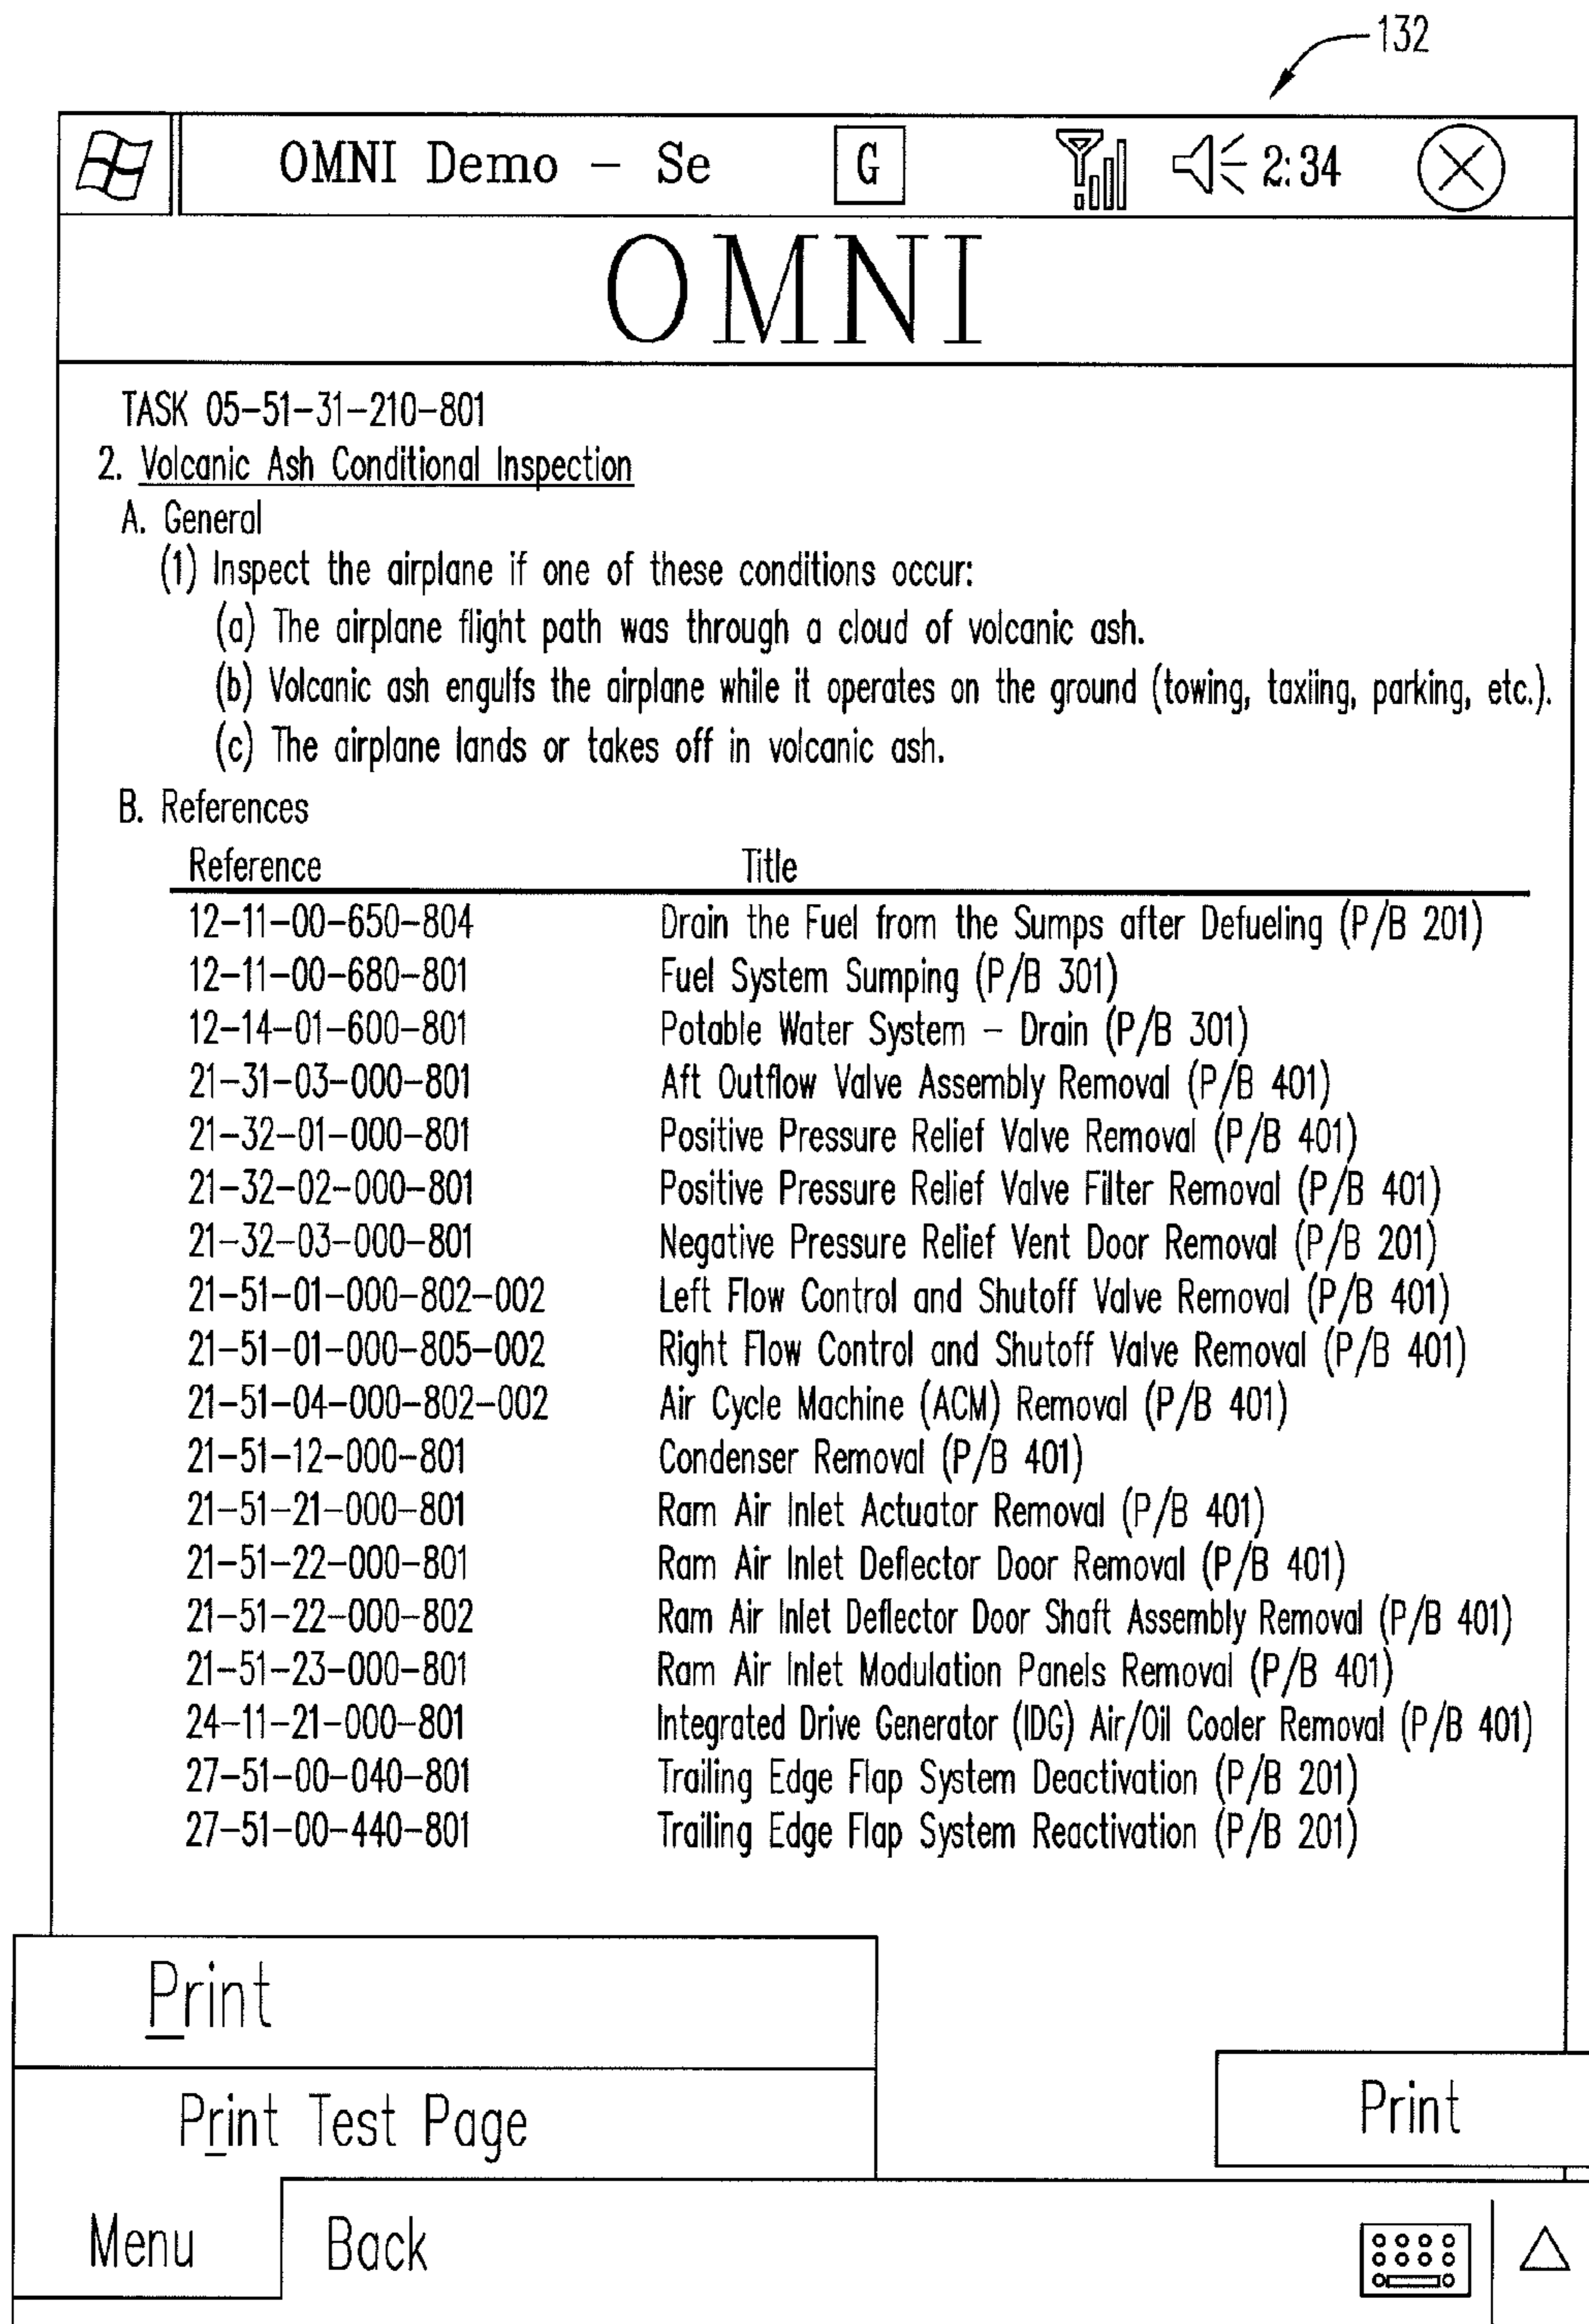 132
OMNI Demo – Se G 2:34
OMNI
TASK 05–51–31–210–801
2. Volcanic Ash Conditional Inspection
A. General
(1) Inspect the airplane if one of these conditions occur:
(a) The airplane flight path was through a cloud of volcanic ash.
(b) Volcanic ash engulfs the airplane while it operates on the ground (towing, taxiing, parking, etc.).
(c) The airplane lands or takes off in volcanic ash.
B. References
Reference Title
12–11–00–650–804 Drain the Fuel from the Sumps after Defueling (P/B 201)
12–11–00–680–801 Fuel System Sumping (P/B 301)
12–14–01–600–801 Potable Water System – Drain (P/B 301)
21–31–03–000–801 Aft Outflow Valve Assembly Removal (P/B 401)
21–32–01–000–801 Positive Pressure Relief Valve Removal (P/B 401)
21–32–02–000–801 Positive Pressure Relief Valve Filter Removal (P/B 401)
21–32–03–000–801 Negative Pressure Relief Vent Door Removal (P/B 201)
21–51–01–000–802–002 Left Flow Control and Shutoff Valve Removal (P/B 401)
21–51–01–000–805–002 Right Flow Control and Shutoff Valve Removal (P/B 401)
21–51–04–000–802–002 Air Cycle Machine (ACM) Removal (P/B 401)
21–51–12–000–801 Condenser Removal (P/B 401)
21–51–21–000–801 Ram Air Inlet Actuator Removal (P/B 401)
21–51–22–000–801 Ram Air Inlet Deflector Door Removal (P/B 401)
21–51–22–000–802 Ram Air Inlet Deflector Door Shaft Assembly Removal (P/B 401)
21–51–23–000–801 Ram Air Inlet Modulation Panels Removal (P/B 401)
24–11–21–000–801 Integrated Drive Generator (IDG) Air/Oil Cooler Removal (P/B 401)
27–51–00–040–801 Trailing Edge Flap System Deactivation (P/B 201)
27–51–00–440–801 Trailing Edge Flap System Reactivation (P/B 201)
Print
Print Test Page Print
Menu Back